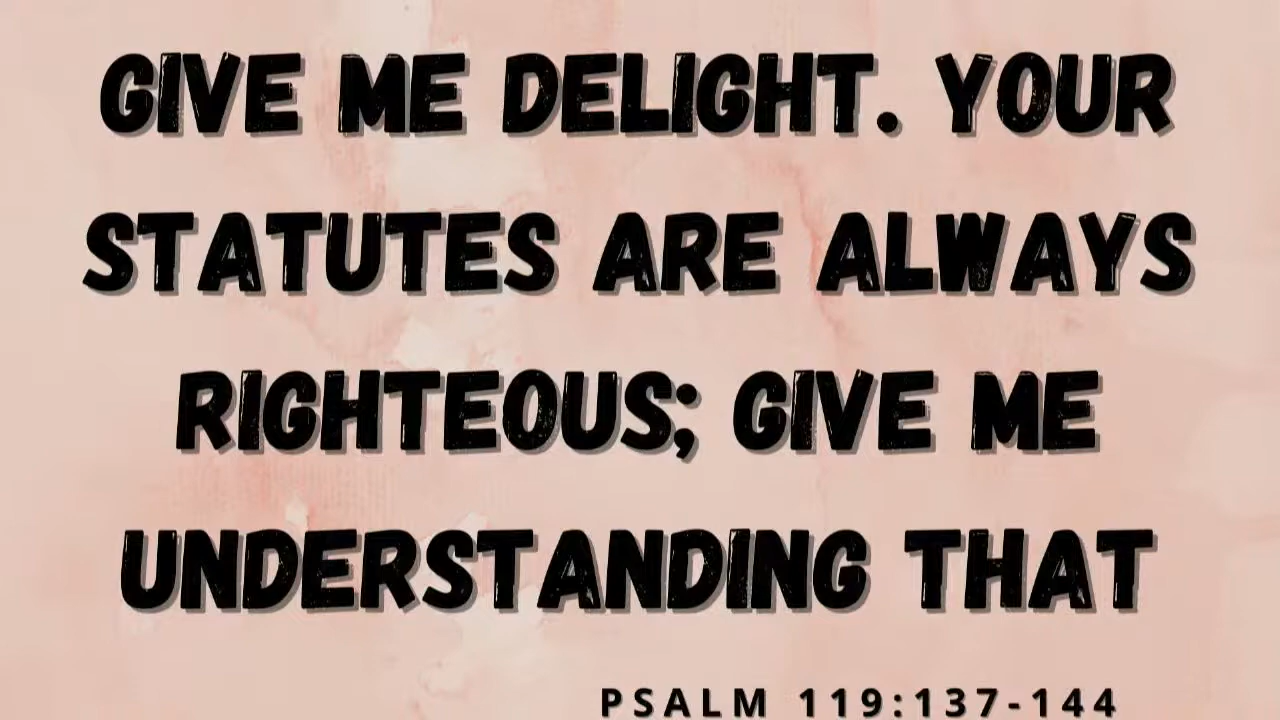 GIVE ME DELIGHT. YOUR
STATUTES ARE ALWAYS
RIGHTEOUS; GIVE ME
UNDERSTANDING THAT
PSALM 119:137-144